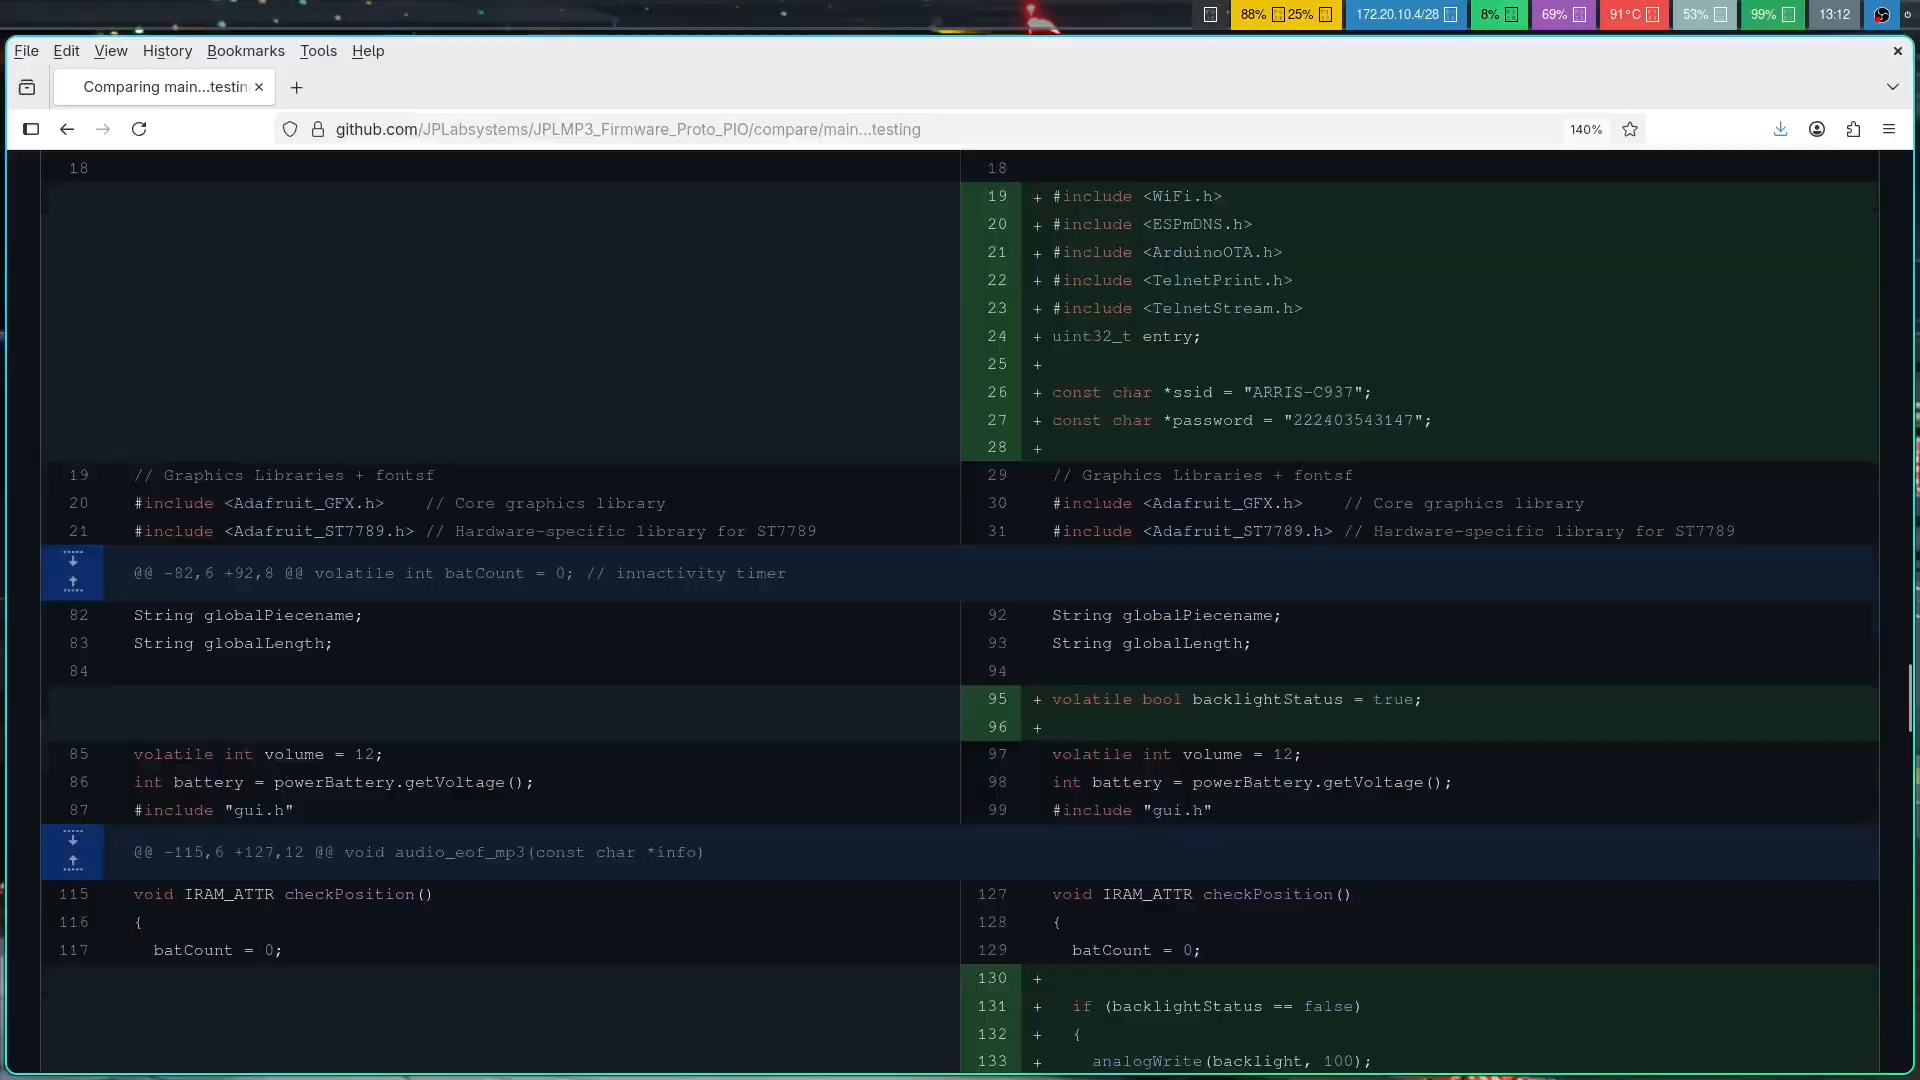 88% 25% 172.20.10.4/28 8% 69% 91°C 53% 99% 13:12
File Edit View History Bookmarks Tools Help
Comparing main...testin
github.com/JPLabsystems/JPLMP3_Firmware_Proto_PIO/compare/main...testing 140%
18 18
19 + #include <WiFi.h>
20 + #include <ESPmDNS.h>
21 + #include <ArduinoOTA.h>
22 + #include <TelnetPrint.h>
23 + #include <TelnetStream.h>
24 + uint32_t entry;
25 +
26 + const char *ssid = "ARRIS-C937";
27 + const char *password = "222403543147";
28 +
19 // Graphics Libraries + fontsf 29 // Graphics Libraries + fontsf
20 #include <Adafruit_GFX.h> // Core graphics library 30 #include <Adafruit_GFX.h> // Core graphics library
21 #include <Adafruit_ST7789.h> // Hardware-specific library for ST7789 31 #include <Adafruit_ST7789.h> // Hardware-specific library for ST7789
@@ -82,6 +92,8 @@ volatile int batCount = 0; // innactivity timer
82 String globalPiecename; 92 String globalPiecename;
83 String globalLength; 93 String globalLength;
84 94
95 + volatile bool backlightStatus = true;
96 +
85 volatile int volume = 12; 97 volatile int volume = 12;
86 int battery = powerBattery.getVoltage(); 98 int battery = powerBattery.getVoltage();
87 #include "gui.h" 99 #include "gui.h"
@@ -115,6 +127,12 @@ void audio_eof_mp3(const char *info)
115 void IRAM_ATTR checkPosition() 127 void IRAM_ATTR checkPosition()
116 { 128 {
117 batCount = 0; 129 batCount = 0;
130 +
131 + if (backlightStatus == false)
132 + {
133 + analogWrite(backlight, 100);